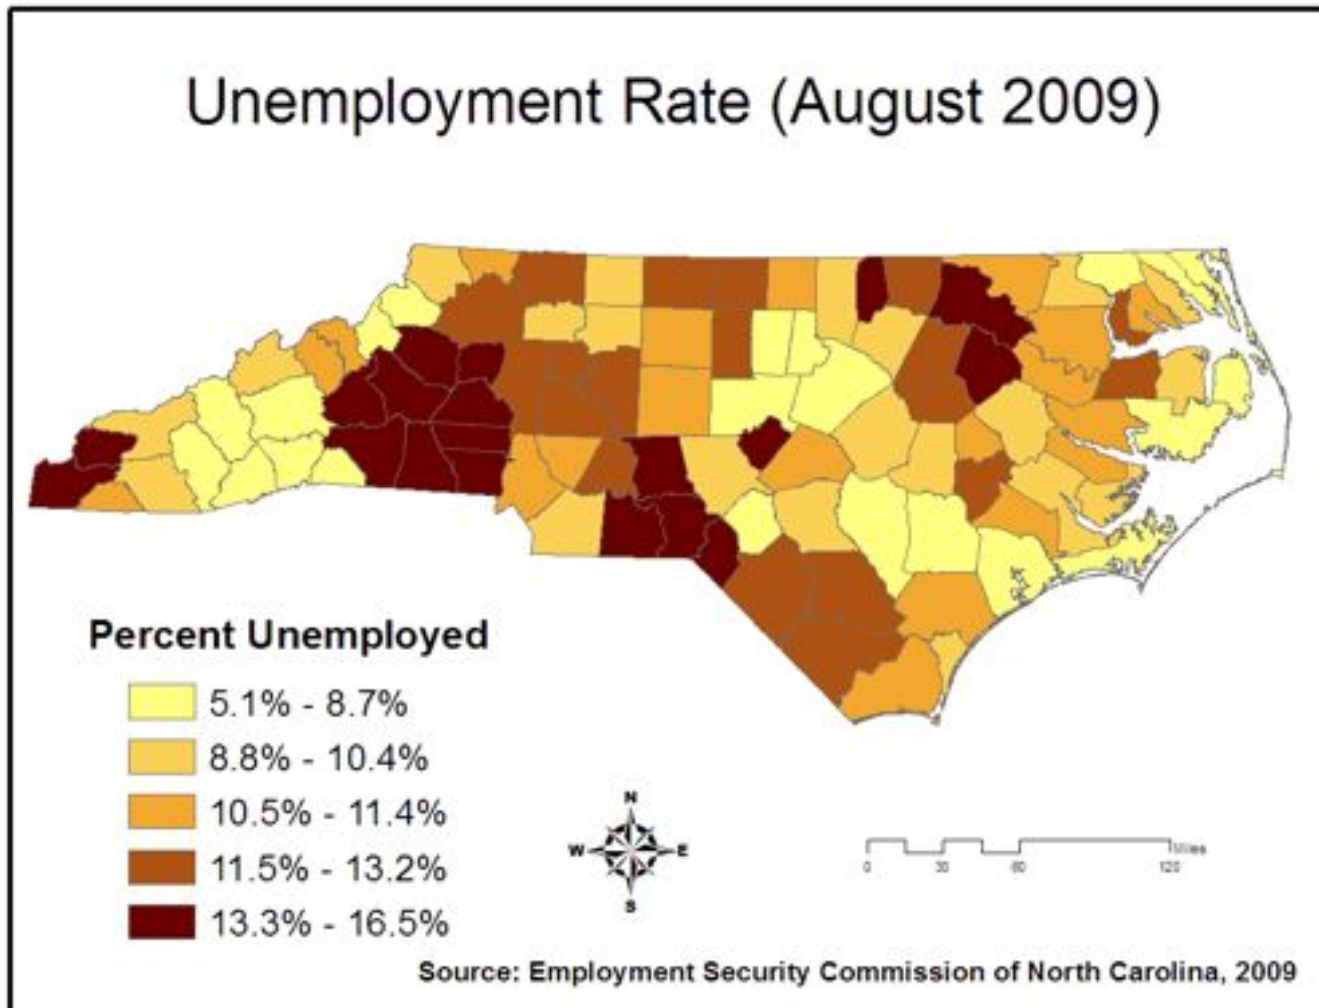 Unemployment Rate (August 2009)
Percent Unemployed
5.1% - 8.7%
8.8% - 10.4%
10.5% - 11.4%
11.5% - 13.2%
13.3% - 16.5%
N
W E
S
Miles
0 30 60 120
Source: Employment Security Commission of North Carolina, 2009